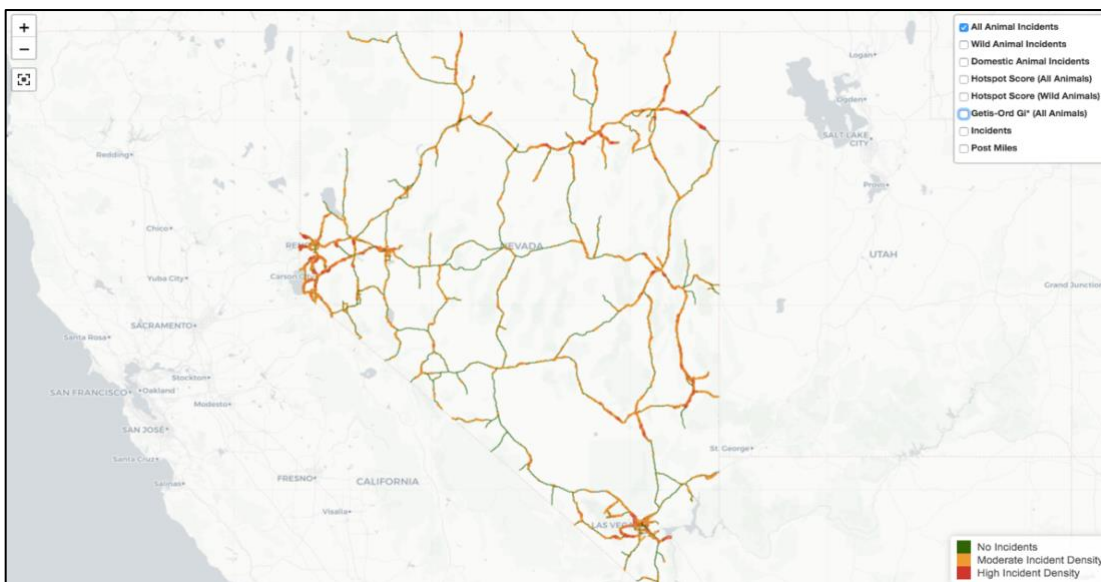 +
−
All Animal Incidents
Wild Animal Incidents
Domestic Animal Incidents
Hotspot Score (All Animals)
Hotspot Score (Wild Animals)
Getis-Ord Gi* (All Animals)
Incidents
Post Miles
Logan
Ogden
SALT LAKE
CITY
Provo
Redding
Chico
NEVADA
UTAH
Carson City
Yuba City
Grand Junction
SACRAMENTO
Santa Rosa
Stockton
SAN FRANCISCO
Oakland
Modesto
SAN JOSE
St. George
Santa Cruz
FRESNO
CALIFORNIA
Salinas
Visalia
LAS VEGA
No Incidents
Moderate Incident Density
High Incident Density